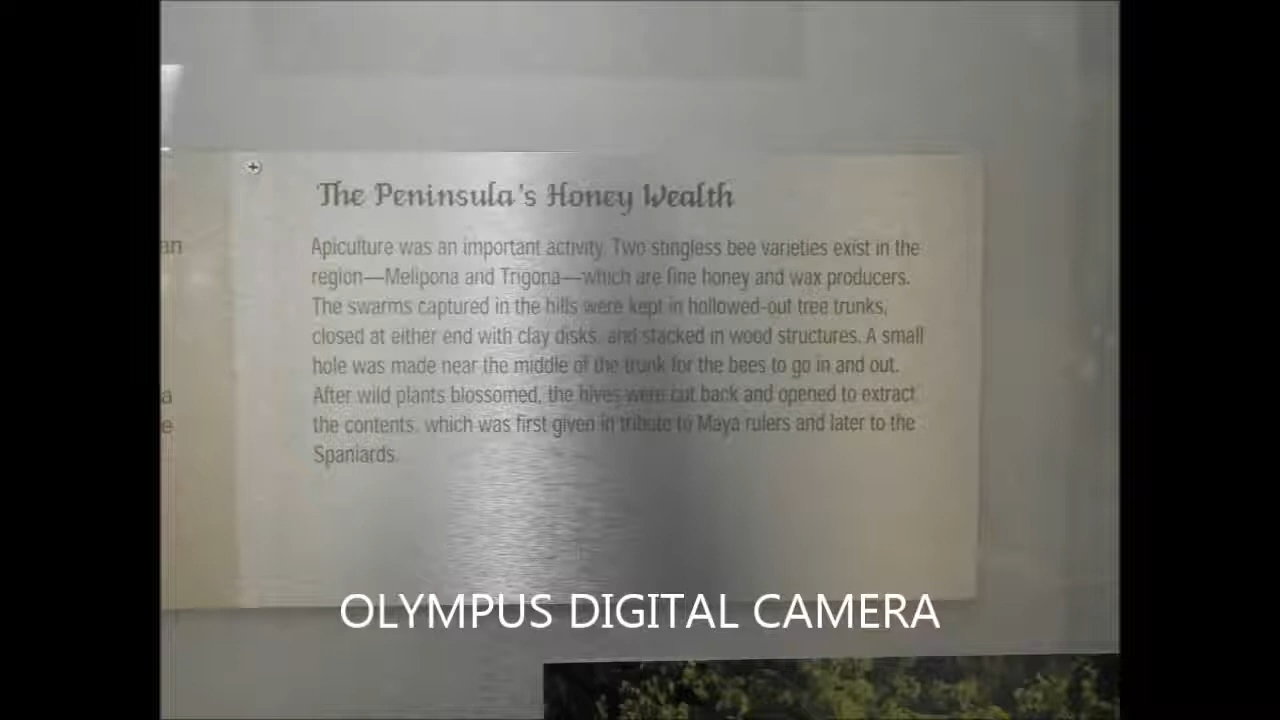 The Peninsula's Honey Wealth
Apiculture was an important activity. Two stingless bee varieties exist in the
region—Melipona and Trigona—which are fine honey and wax producers.
The swarms captured in the hills were kept in hollowed-out tree trunks,
closed at either end with clay disks, and stacked in wood structures. A small
hole was made near the middle of the trunk for the bees to go in and out.
After wild plants blossomed, the hives were cut back and opened to extract
the contents, which was first given in tribute to Maya rulers and later to the
Spaniards.
an
a
e
OLYMPUS DIGITAL CAMERA